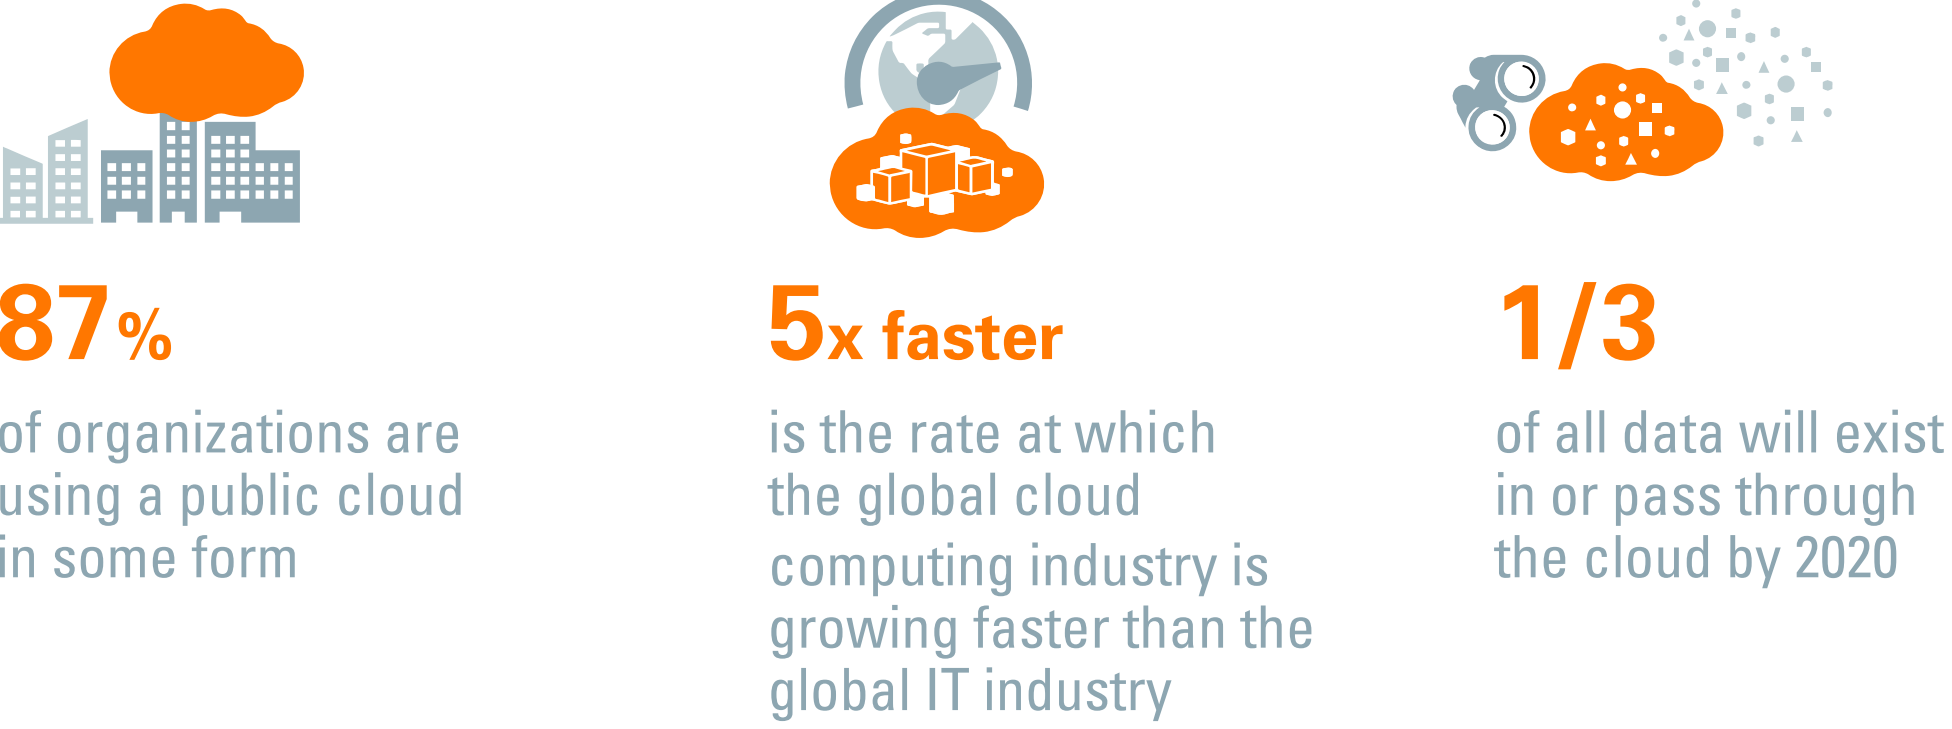 87%
of organizations are
using a public cloud
in some form
5x faster
is the rate at which
the global cloud
computing industry is
growing faster than the
global IT industry
1/3
of all data will exist
in or pass through
the cloud by 2020